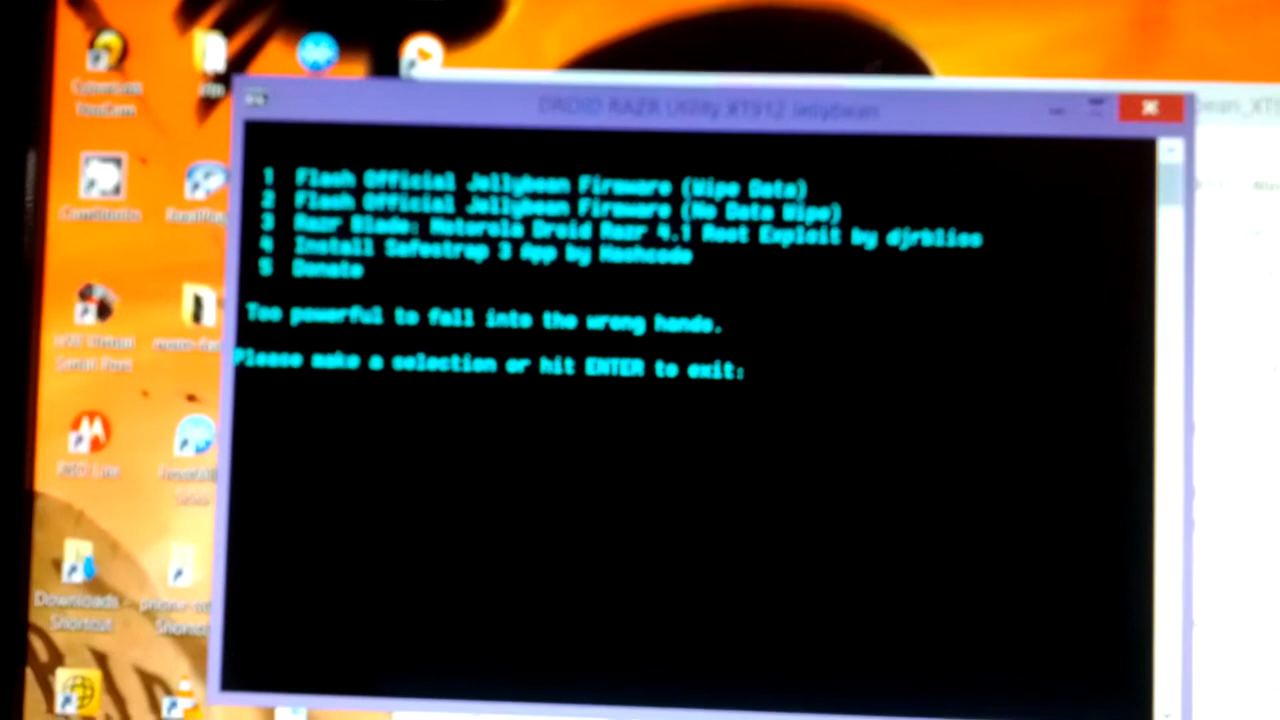 DROID RAZR Utility XT912 Jellybean
1 Flash Official Jellybean Firmware (Wipe Data)
2 Flash Official Jellybean Firmware (No Data Wipe)
3 Razr Blade: Motorola Droid Razr 4.1 Root Exploit by djrbliss
4 Install Safestrap 3 App by Hashcode
5 Donate
Too powerful to fall into the wrong hands.
Please make a selection or hit ENTER to exit:
Downloads -
Shortcut